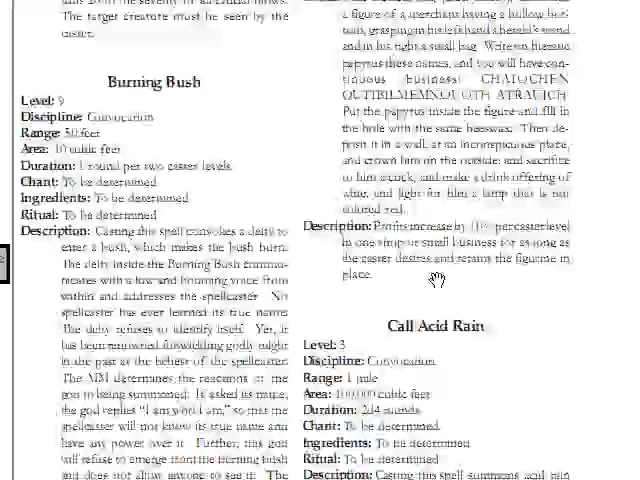 The target creature must be seen by the
caster.
Burning Bush
Level: 9
Discipline: Convocation
Range: 50 feet
Area: 10 cubic feet
Duration: 1 round per two caster levels
Chant: To be determined
Ingredients: To be determined
Ritual: To be determined
Description: Casting this spell convokes a deity to
enter a bush, which makes the bush burn.
The deity inside the Burning Bush commu-
nicates with a low and booming voice from
within and addresses the spellcaster. No
spellcaster has ever learned its true name.
The deity refuses to identify itself. Yet, it
has been renowned for wielding godly might
in the past at the behest of the spellcaster.
The MM determines the reactions of the
god to being summoned. If asked its name,
the god replies “I am who I am,” so that the
spellcaster will not know its true name and
have any power over it. Further, this god
will refuse to emerge from the burning bush
and does not allow anyone to see it. The
a figure of a merchant having a hollow bot-
tom, grasping in his left hand a herald's wand
and in his right a small bag. Write on hieratic
papyrus these names, and you will have con-
tinuous business:
Put the papyrus inside the figure and fill in
the hole with the same beeswax. Then de-
posit it in a wall, at an inconspicuous place,
and crown him on the outside, and sacrifice
to him a cock, and make a drink offering of
wine, and light for him a lamp that is not
colored red.
Description: Profits increase by per caster level
in one shop or small business for as long as
the caster desires and retains the figurine in
place.
Call Acid Rain
Level: 3
Discipline: Convocation
Range: 1 mile
Area: 100,000 cubic feet
Duration: 2d4 rounds
Chant: To be determined
Ingredients: To be determined
Ritual: To be determined
Description: Casting this spell summons acid rain